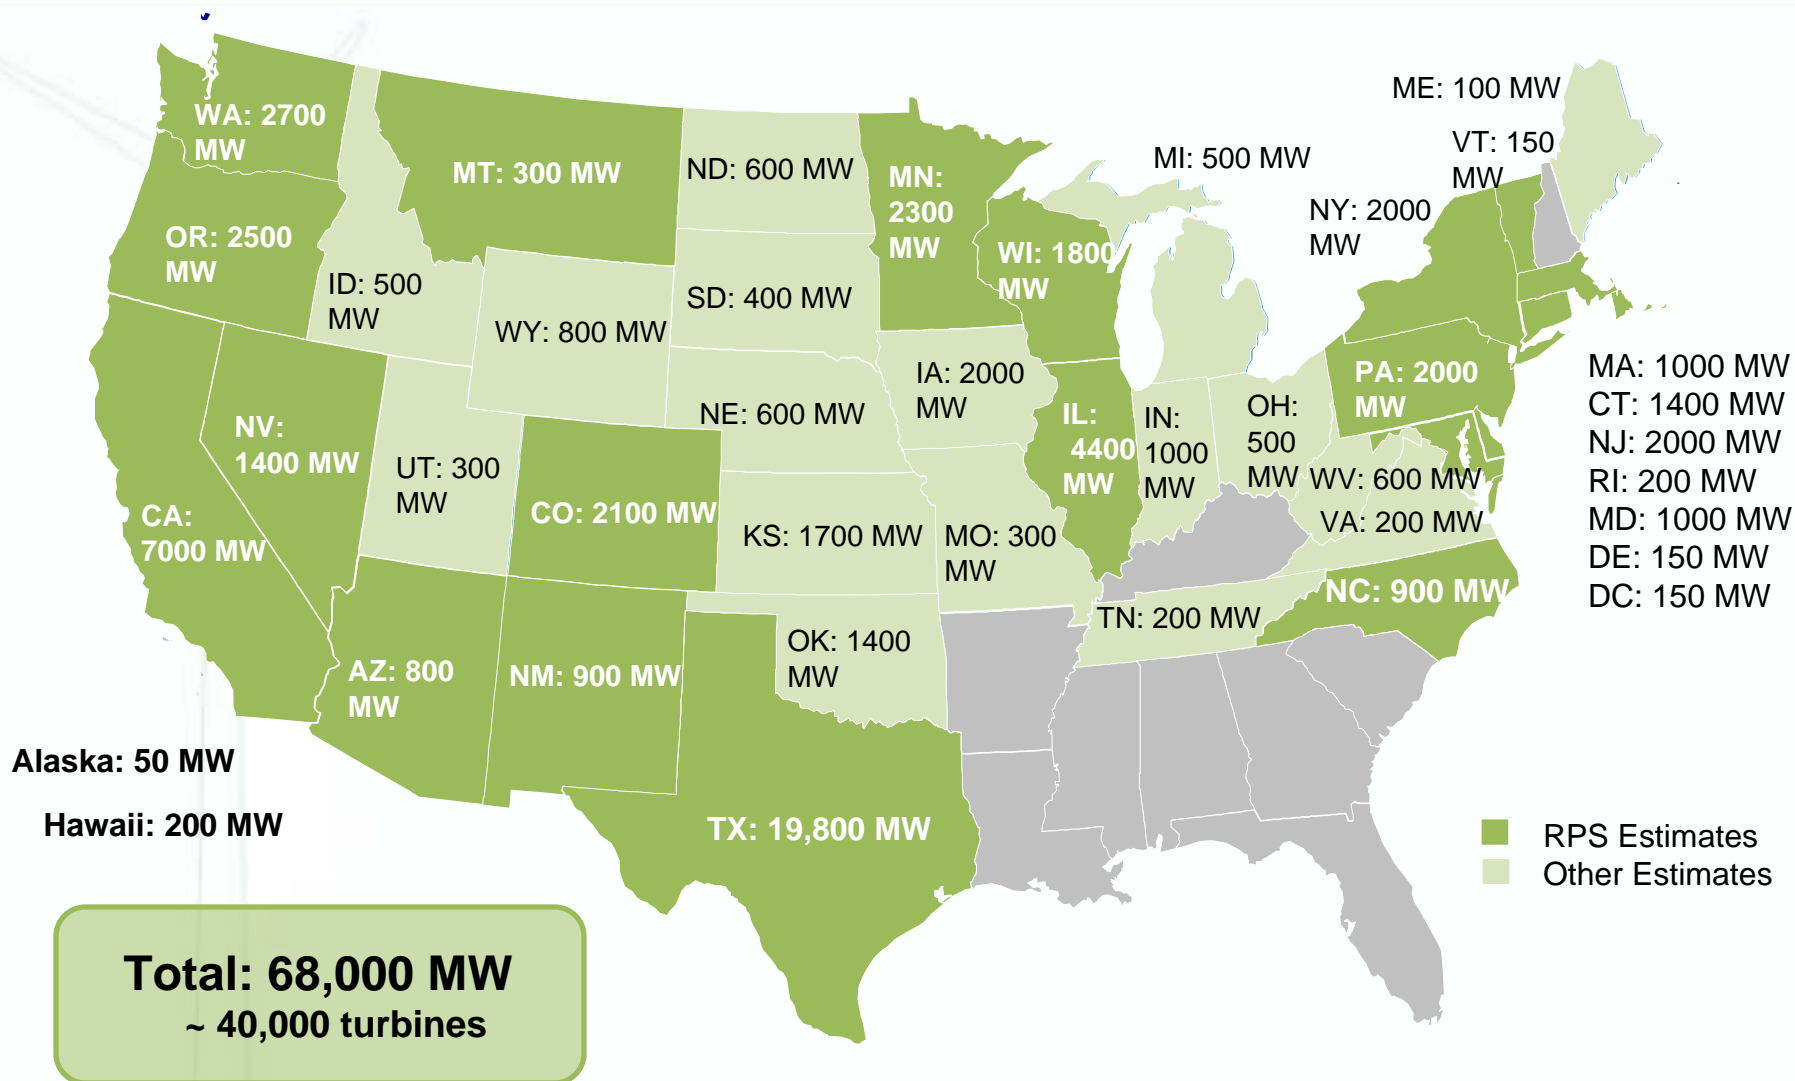 WA: 2700
MW
OR: 2500
MW
CA:
7000 MW
NV:
1400 MW
ID: 500
MW
MT: 300 MW
WY: 800 MW
UT: 300
MW
CO: 2100 MW
AZ: 800
MW
NM: 900 MW
ND: 600 MW
SD: 400 MW
NE: 600 MW
KS: 1700 MW
OK: 1400
MW
TX: 19,800 MW
MN:
2300
MW
IA: 2000
MW
MO: 300
MW
WI: 1800
MW
IL:
4400
MW
MI: 500 MW
IN:
1000
MW
OH:
500
MW
WV: 600 MW
VA: 200 MW
TN: 200 MW
NC: 900 MW
PA: 2000
MW
NY: 2000
MW
VT: 150
MW
ME: 100 MW
MA: 1000 MW
CT: 1400 MW
NJ: 2000 MW
RI: 200 MW
MD: 1000 MW
DE: 150 MW
DC: 150 MW
Alaska: 50 MW
Hawaii: 200 MW
RPS Estimates
Other Estimates
Total: 68,000 MW
~ 40,000 turbines